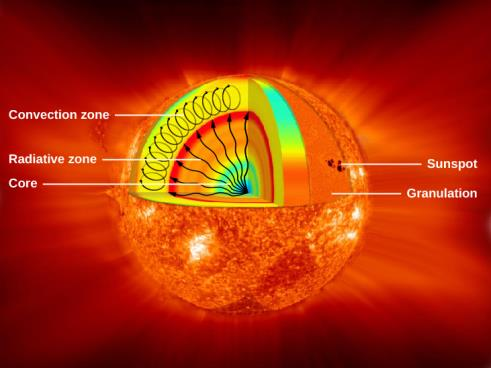 Convection zone
Radiative zone
Core
Sunspot
Granulation